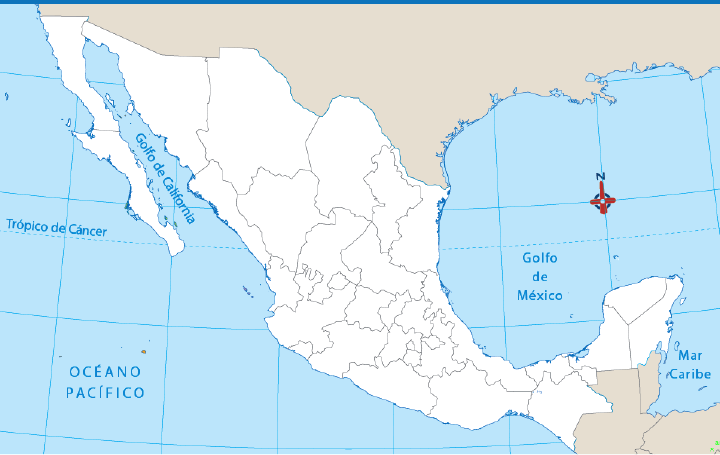 Golfo de California
N
Trópico de Cáncer
Golfo
de
México
OCÉANO
PACÍFICO
Mar
Caribe